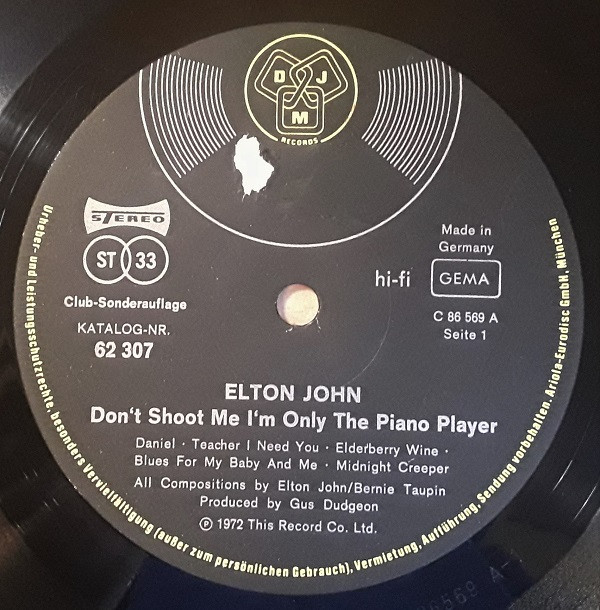 D J
M
RECORDS
STEREO
ST 33
Club-Sonderauflage
KATALOG-NR.
62 307
Made in
Germany
hi-fi GEMA
C 86 569 A
Seite 1
ELTON JOHN
Don't Shoot Me I'm Only The Piano Player
Daniel · Teacher I Need You · Elderberry Wine ·
Blues For My Baby And Me · Midnight Creeper
All Compositions by Elton John/Bernie Taupin
Produced by Gus Dudgeon
℗ 1972 This Record Co. Ltd.
Urheber- und Leistungsschutzrechte, besonders Vervielfältigung (außer zum persönlichen Gebrauch), Vermietung, Aufführung, Sendung vorbehalten. Ariola-Eurodisc GmbH, München